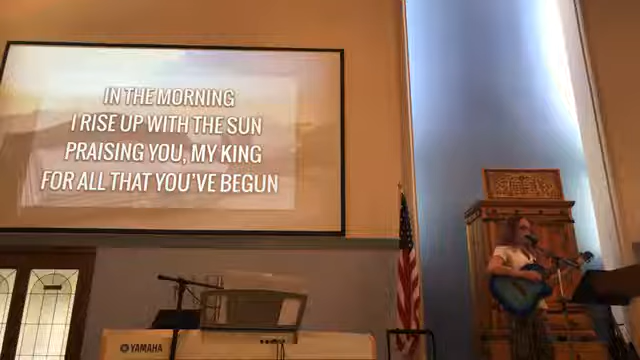 IN THE MORNING
I RISE UP WITH THE SUN
PRAISING YOU, MY KING
FOR ALL THAT YOU'VE BEGUN
YAMAHA